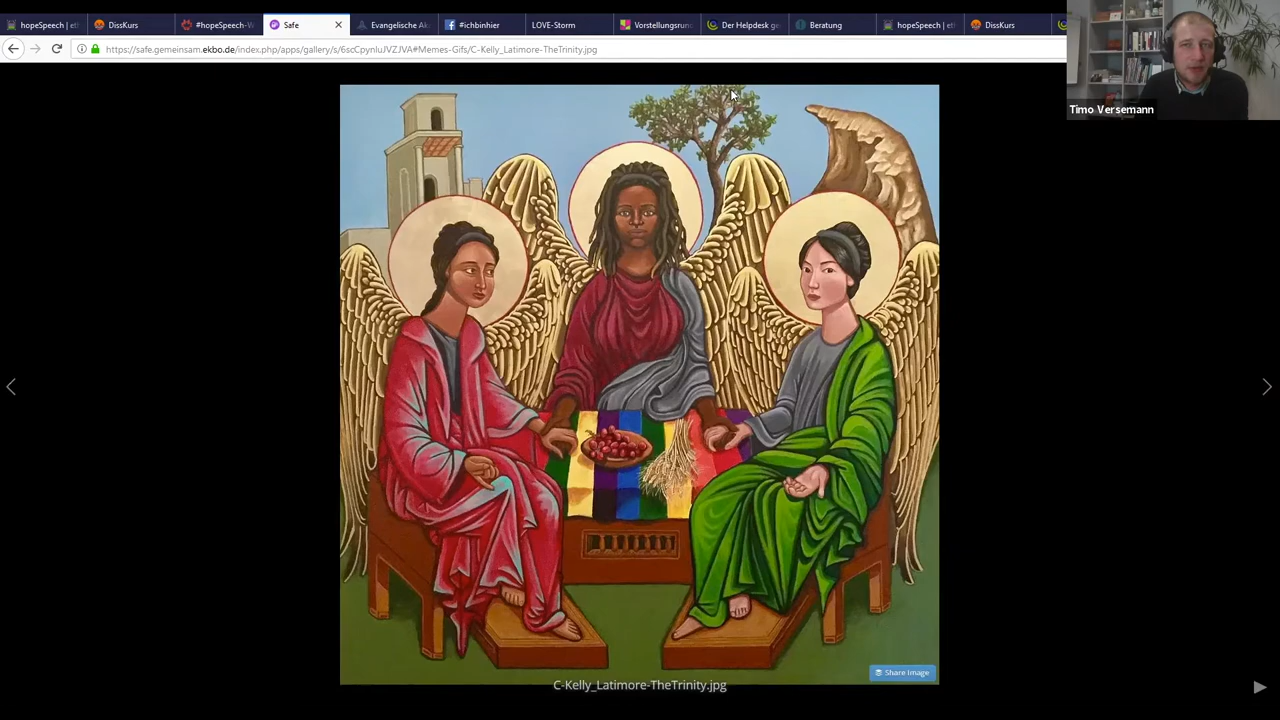 hopeSpeech | et
DissKurs
#hopeSpeech-W
Safe
Evangelische Ak
#ichbinhier
LOVE-Storm
Vorstellungsrun
Der Helpdesk ge
Beratung
hopeSpeech | et
DissKurs
https://safe.gemeinsam.ekbo.de/index.php/apps/gallery/s/6scCpynluJVZJVA#Memes-Gifs/C-Kelly_Latimore-TheTrinity.jpg
Timo Versemann
Share Image
C-Kelly_Latimore-TheTrinity.jpg